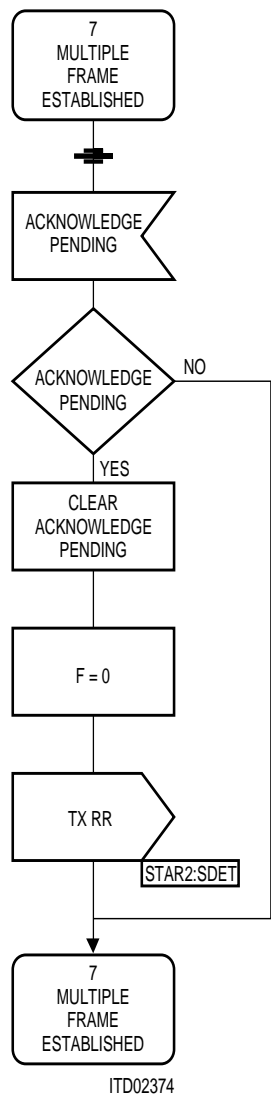 7
MULTIPLE
FRAME
ESTABLISHED
ACKNOWLEDGE
PENDING
ACKNOWLEDGE
PENDING
NO
YES
CLEAR
ACKNOWLEDGE
PENDING
F = 0
TX RR
STAR2:SDET
7
MULTIPLE
FRAME
ESTABLISHED
ITD02374